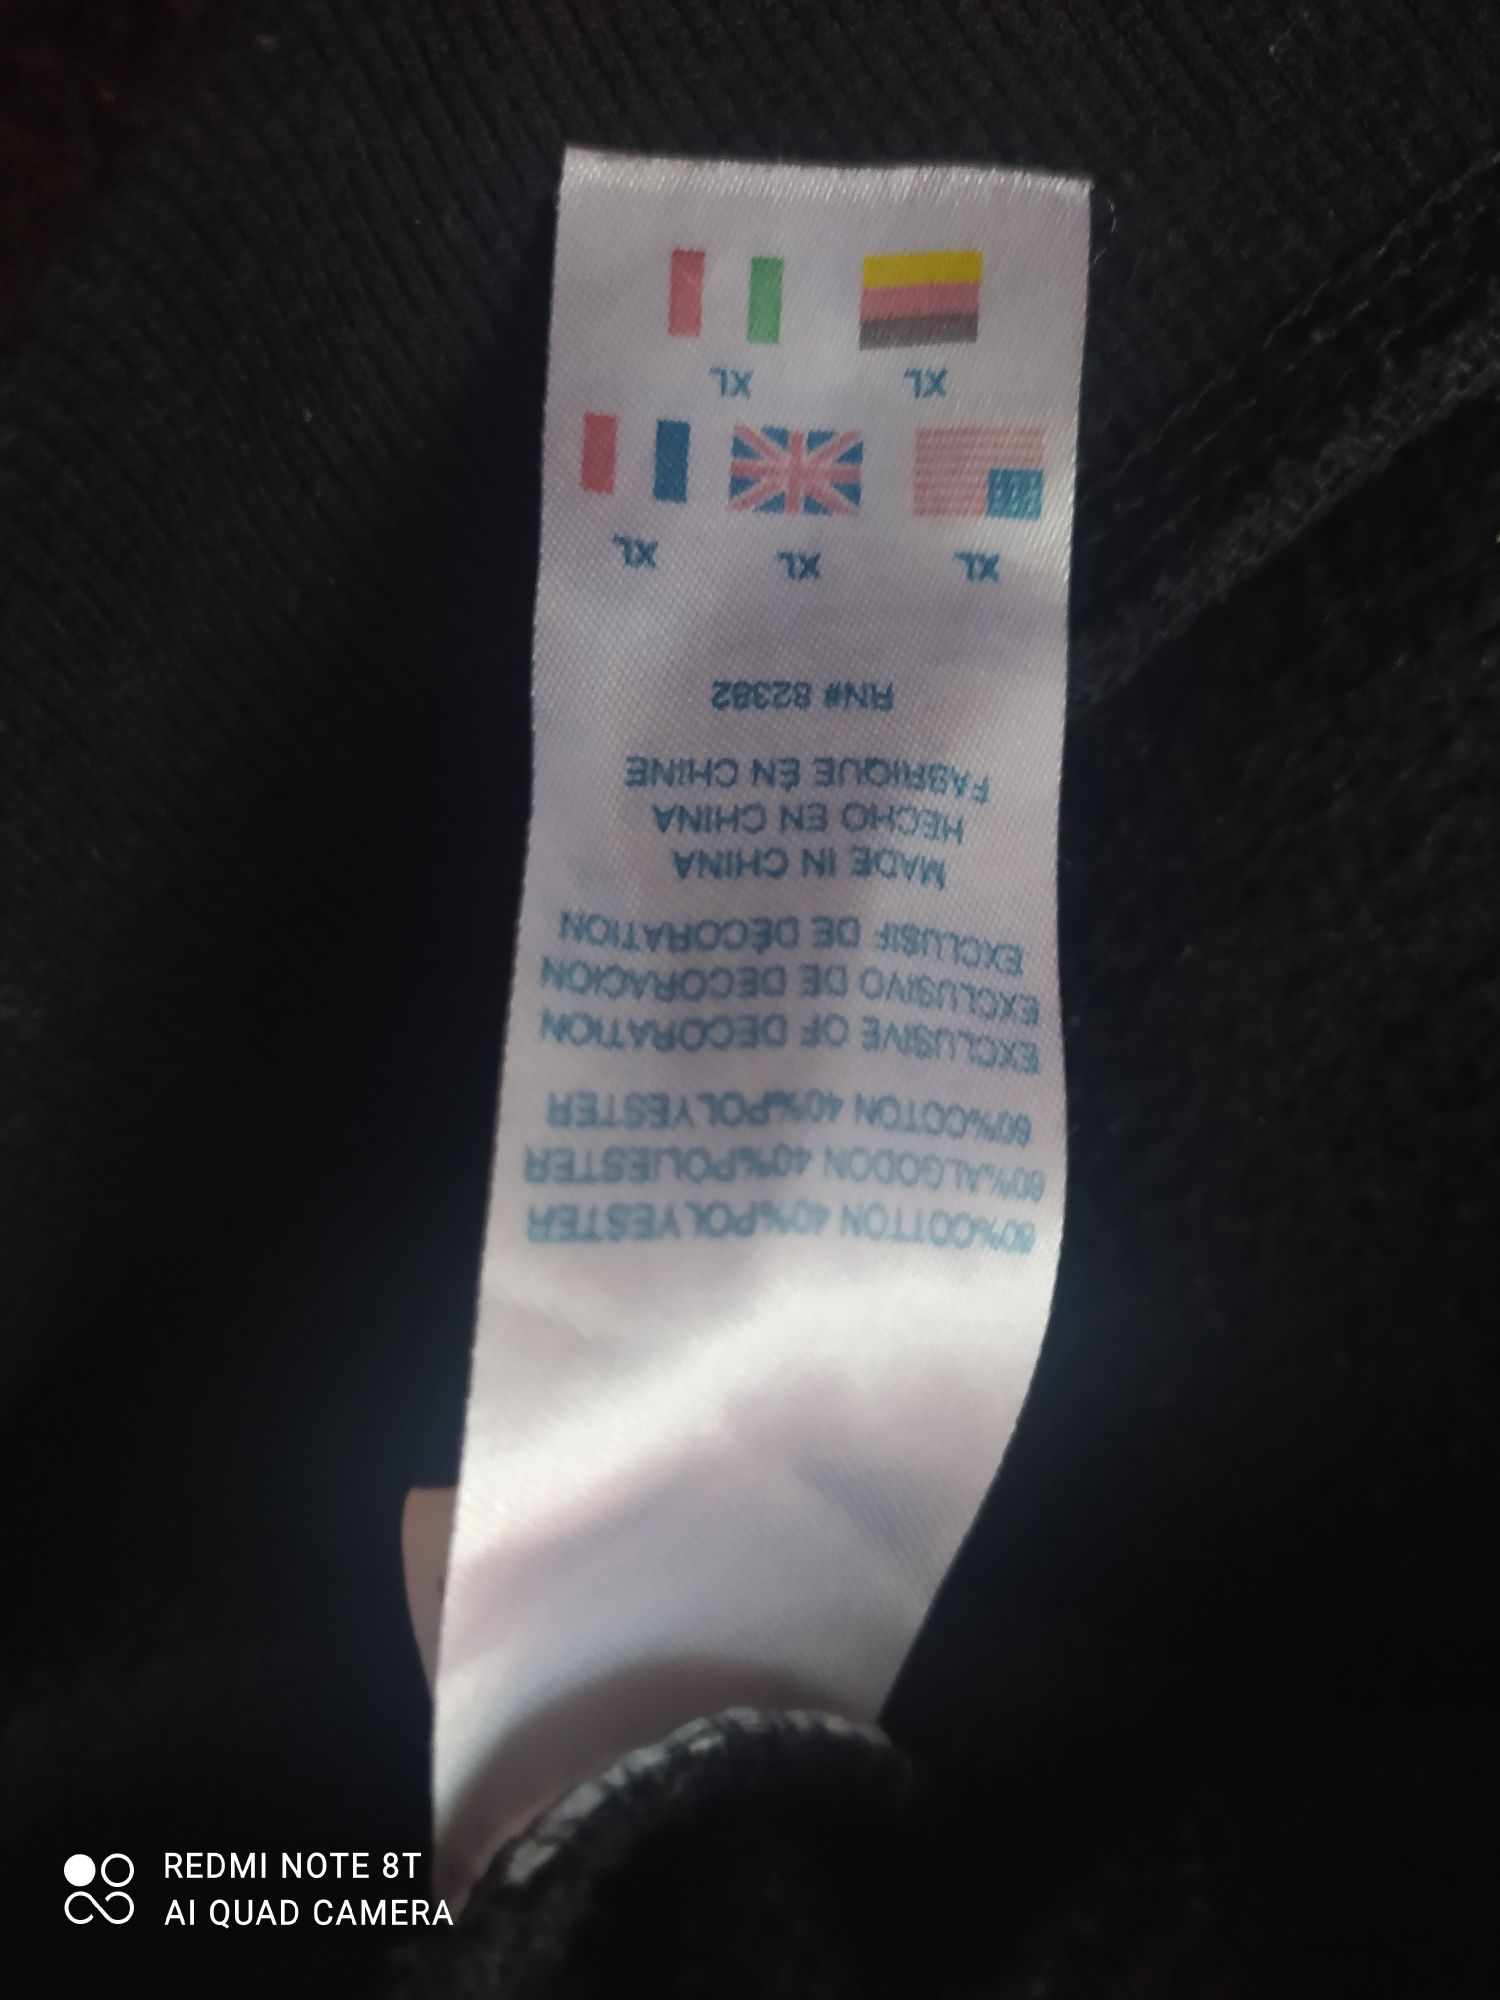 60%COTTON 40%POLYESTER
60%ALGODON 40%POLIESTER
60%COTON 40%POLYESTER
EXCLUSIVE OF DECORATION
EXCLUSIVO DE DECORACION
EXCLUSIF DE DÉCORATION
MADE IN CHINA
HECHO EN CHINA
FABRIQUE EN CHINE
RN# 82382
XL XL XL
XL XL
REDMI NOTE 8T
AI QUAD CAMERA